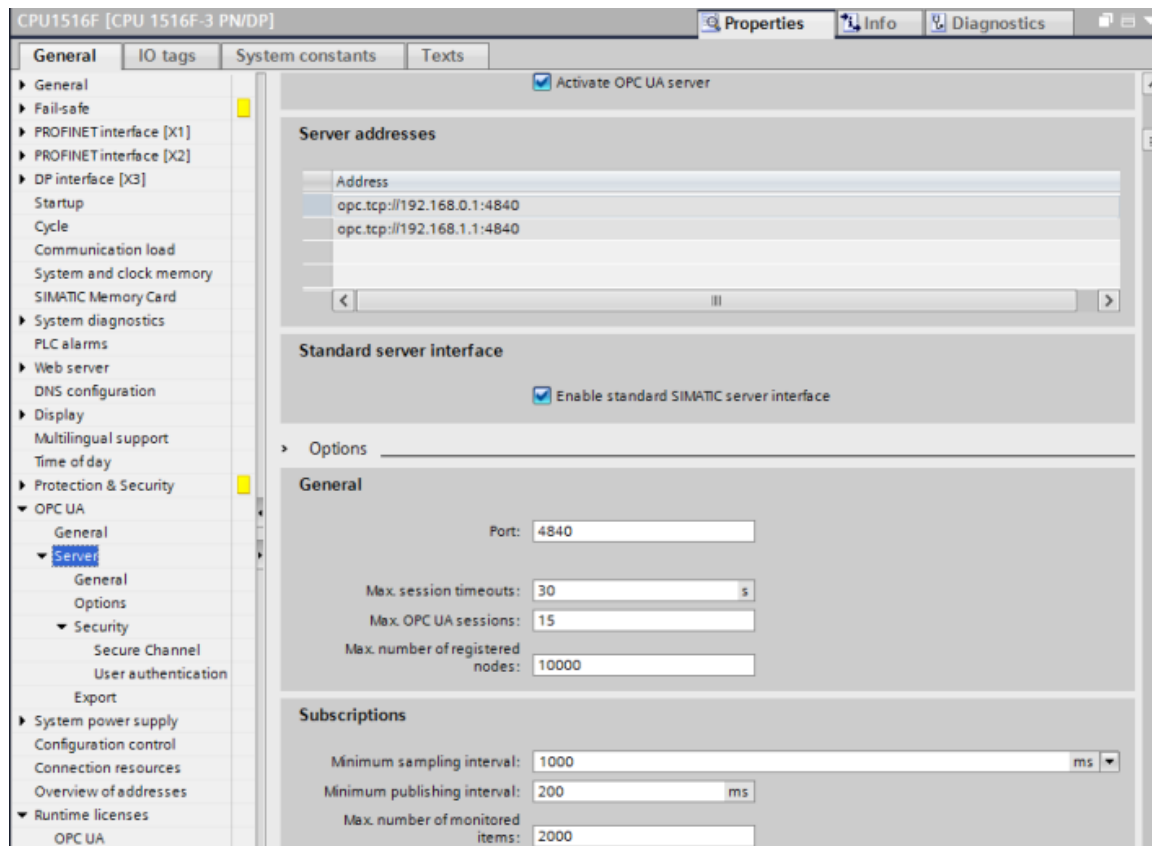 CPU1516F [CPU 1516F-3 PN/DP]
Properties
Info
Diagnostics
General
IO tags
System constants
Texts
General
Fail-safe
PROFINET interface [X1]
PROFINET interface [X2]
DP interface [X3]
Startup
Cycle
Communication load
System and clock memory
SIMATIC Memory Card
System diagnostics
PLC alarms
Web server
DNS configuration
Display
Multilingual support
Time of day
Protection & Security
OPC UA
General
Server
General
Options
Security
Secure Channel
User authentication
Export
System power supply
Configuration control
Connection resources
Overview of addresses
Runtime licenses
OPC UA
Activate OPC UA server
Server addresses
Address
opc.tcp://192.168.0.1:4840
opc.tcp://192.168.1.1:4840
Standard server interface
Enable standard SIMATIC server interface
Options
General
Port: 4840
Max. session timeouts: 30 s
Max. OPC UA sessions: 15
Max. number of registered
nodes: 10000
Subscriptions
Minimum sampling interval: 1000 ms
Minimum publishing interval: 200 ms
Max. number of monitored
items: 2000